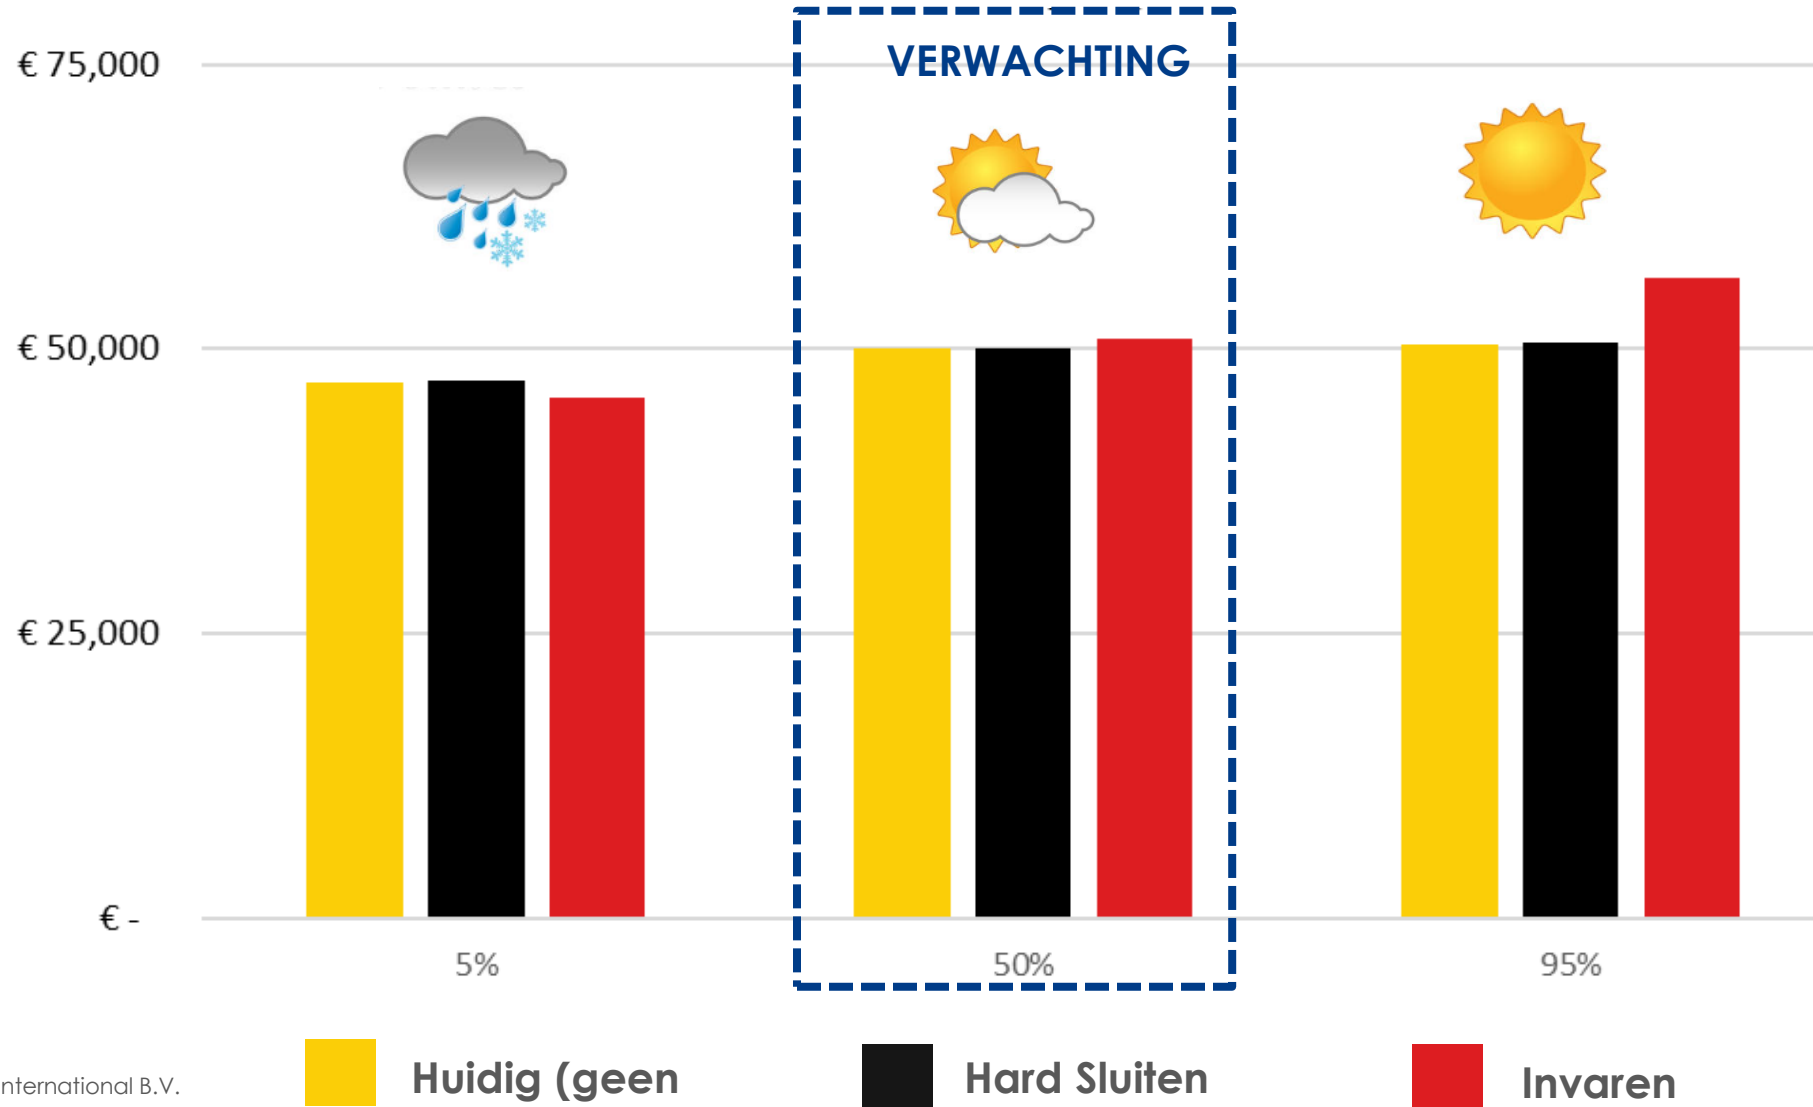 VERWACHTING
€ 75,000
€ 50,000
€ 25,000
€ -
5%
50%
95%
Huidig (geen
Hard Sluiten
Invaren
nternational B.V.